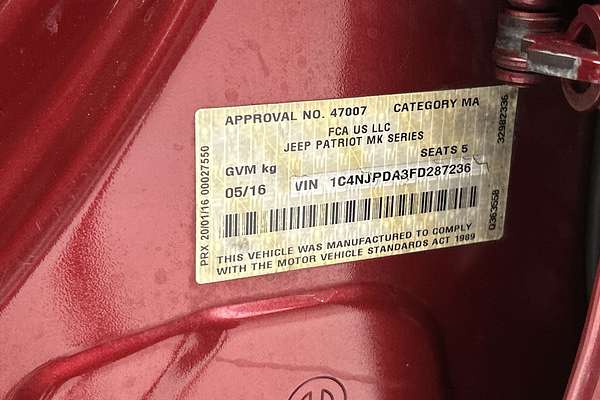 APPROVAL NO. 47007 CATEGORY MA
FCA US LLC
JEEP PATRIOT MK SERIES
SEATS 5
GVM kg
05/16 VIN 1C4NJPDA3FD287236
THIS VEHICLE WAS MANUFACTURED TO COMPLY
WITH THE MOTOR VEHICLE STANDARDS ACT 1989
PRX 20/01/16 00027550
32982336